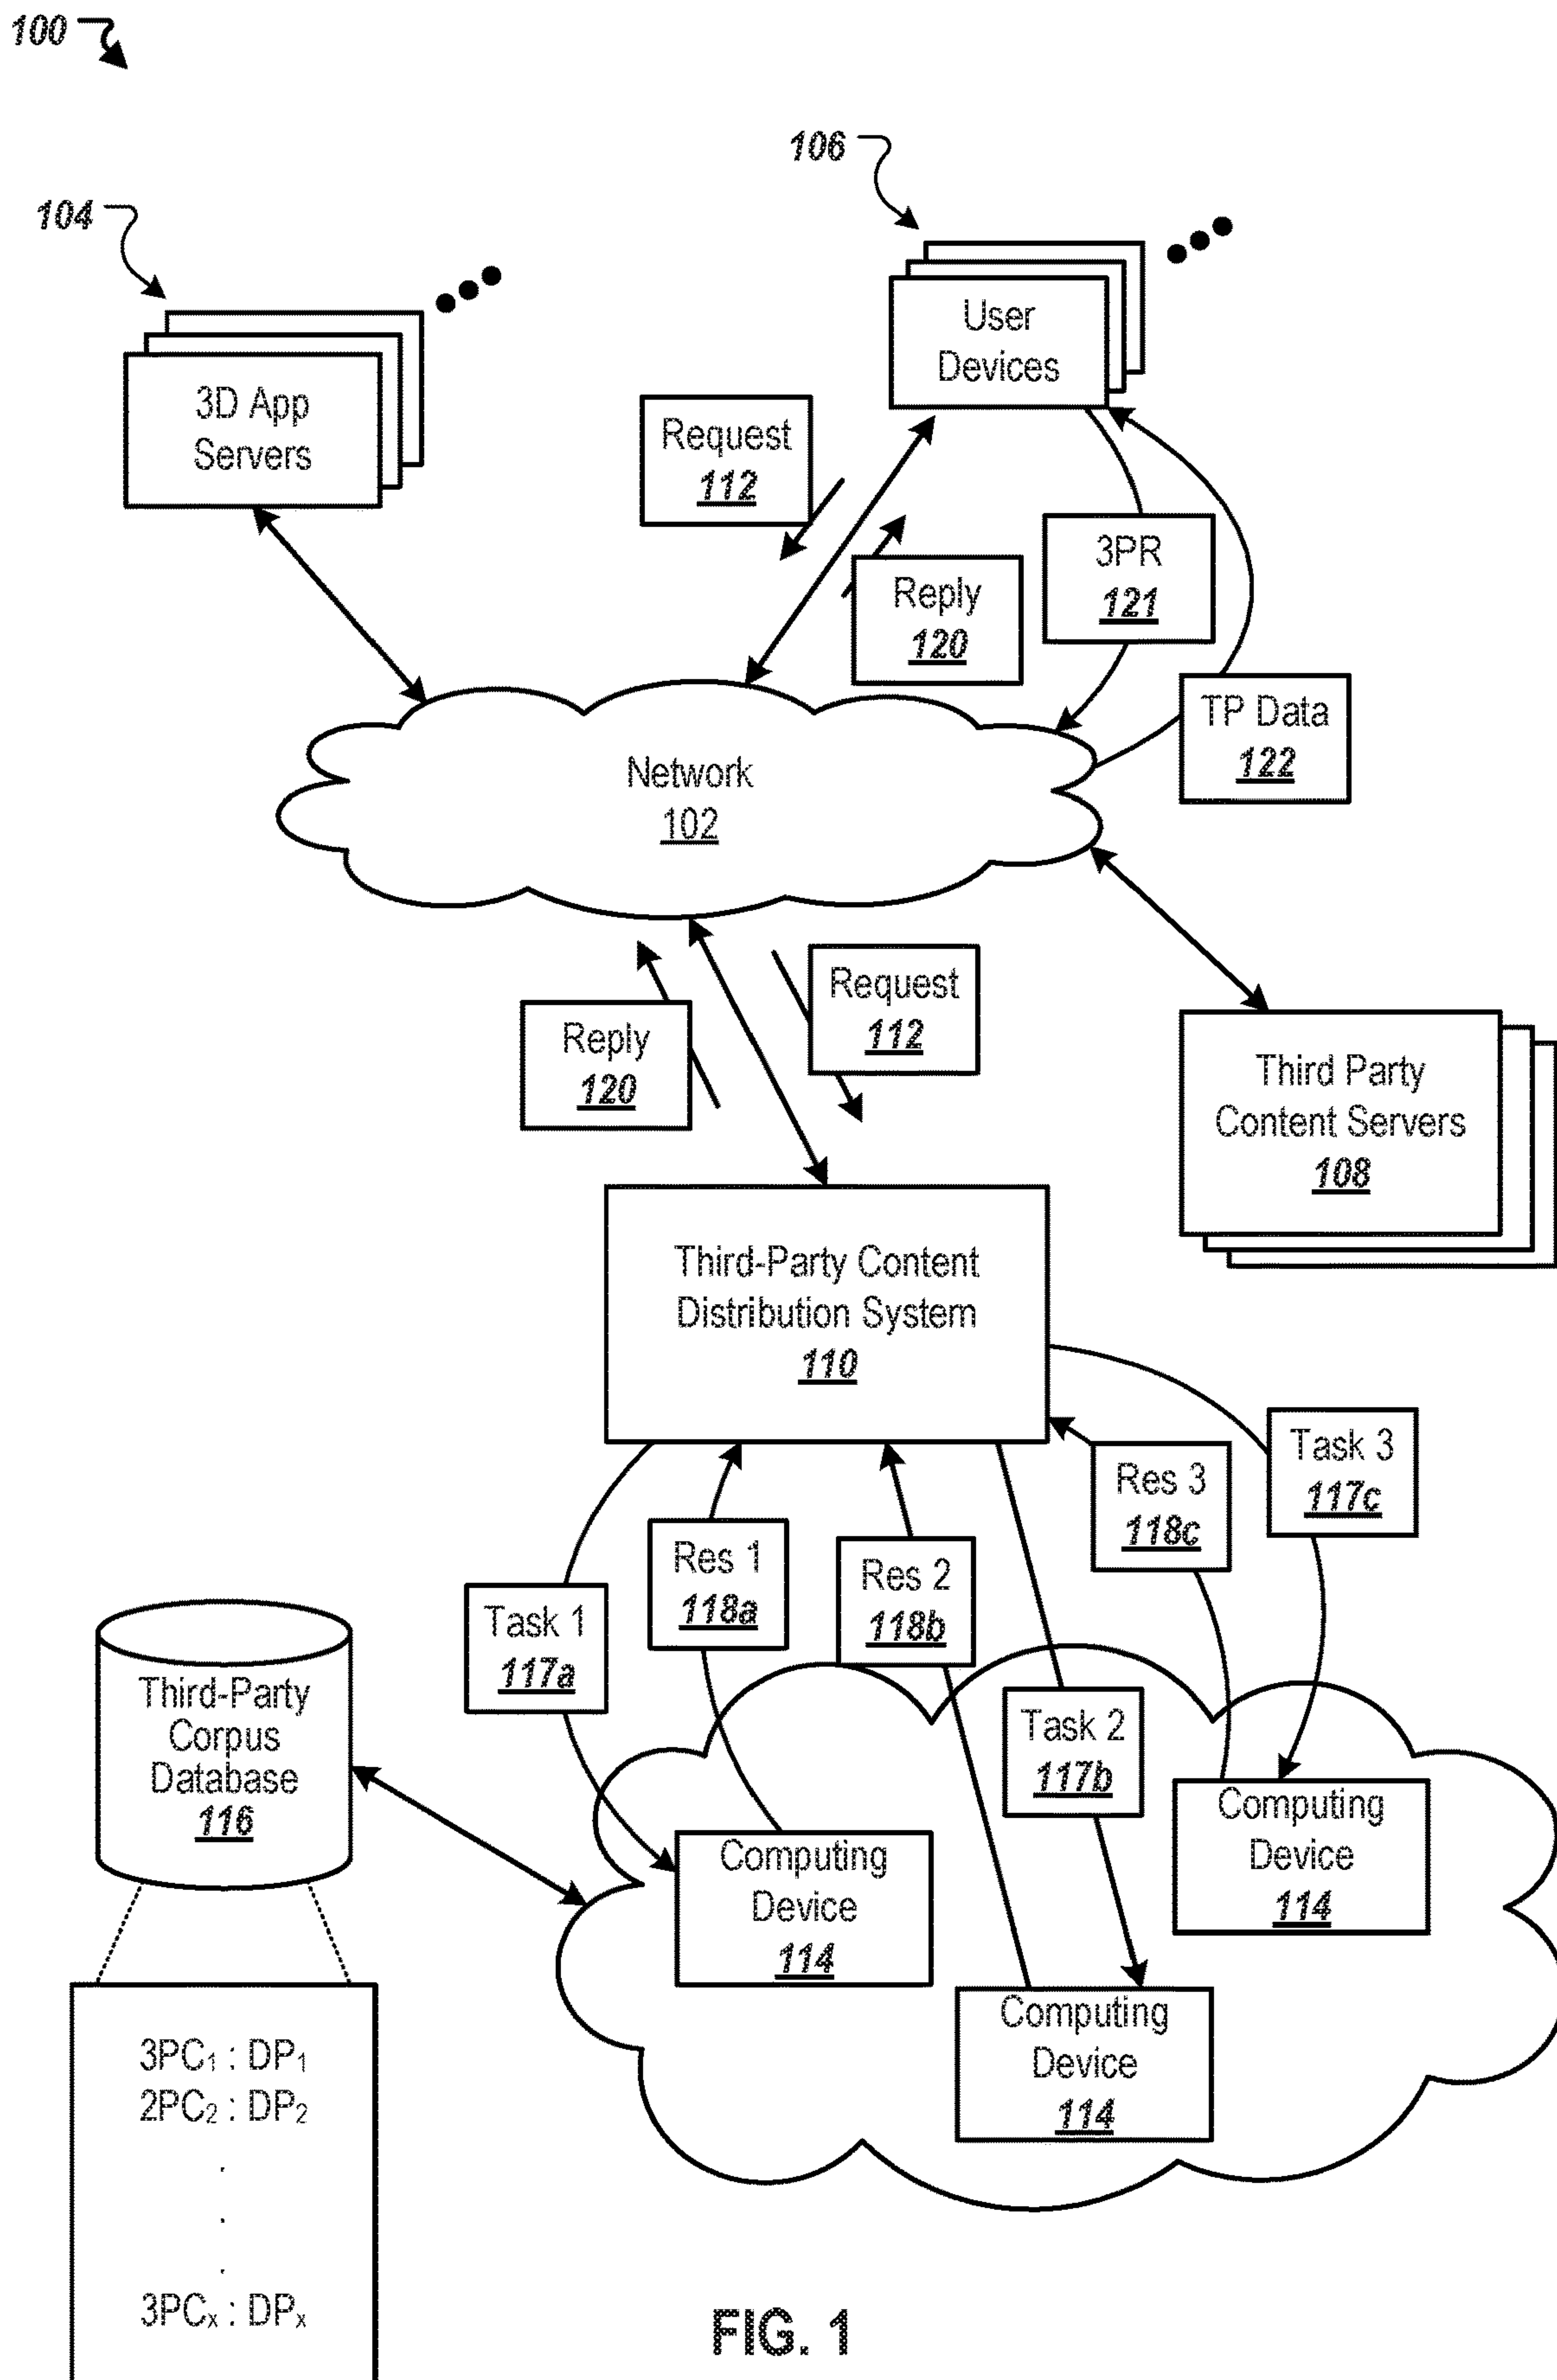 100
106
104
User
Devices
3D App
Servers
Request
112
3PR
121
Reply
120
TP Data
122
Network
102
Request
112
Reply
120
Third Party
Content Servers
108
Third-Party Content
Distribution System
110
Task 3
117c
Res 3
118c
Res 1
118a
Res 2
118b
Task 1
117a
Third-Party
Corpus
Database
116
Task 2
117b
Computing
Device
114
Computing
Device
114
Computing
Device
114
3PC₁ : DP₁
2PC₂ : DP₂
.
.
.
3PCₓ : DPₓ
FIG. 1